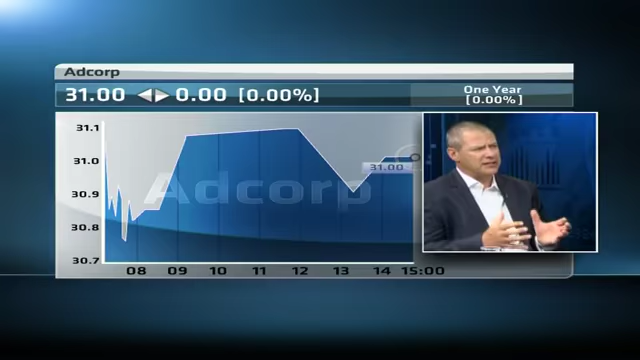 Adcorp
31.00 0.00 [0.00%]
One Year
[0.00%]
31.1
31.0
30.9
30.8
30.7
Adcorp
31.00
08 09 10 11 12 13 14 15:00